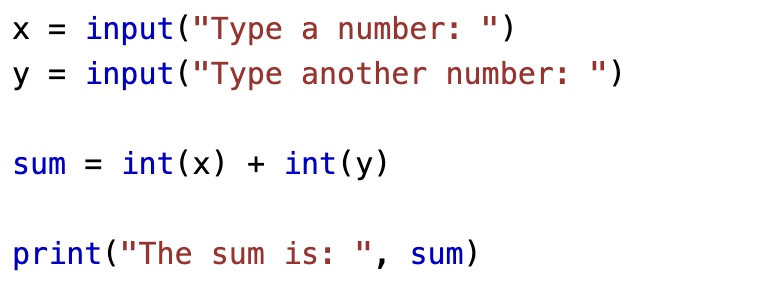 x = input("Type a number: ")
y = input("Type another number: ")
sum = int(x) + int(y)
print("The sum is: ", sum)